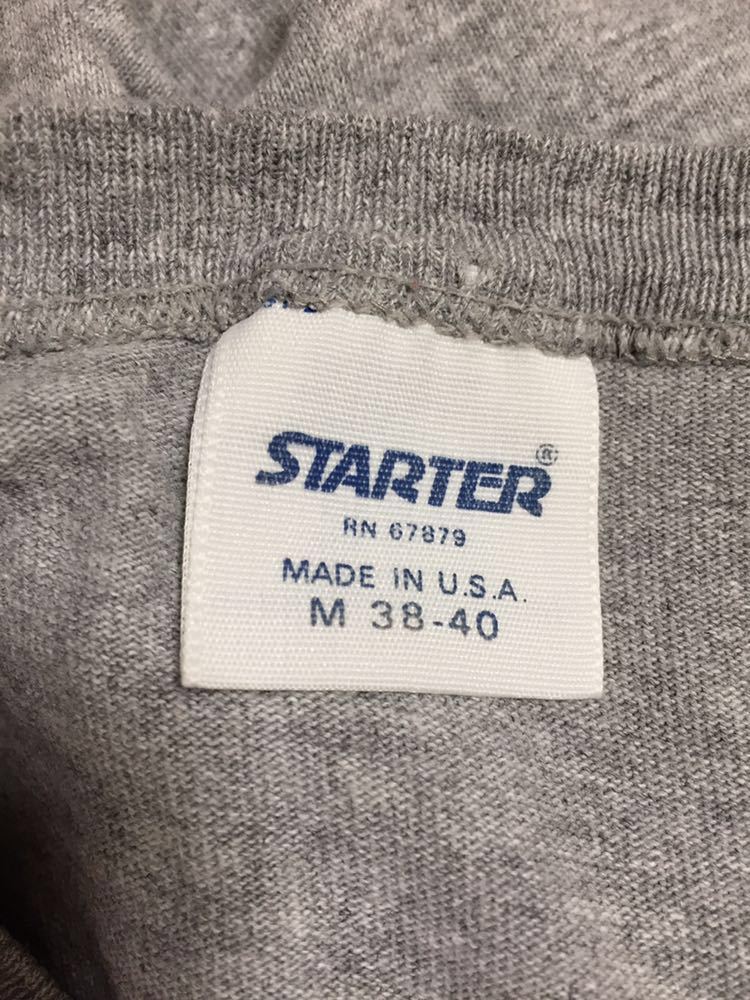 STARTER®
RN 67879
MADE IN U.S.A.
M 38-40